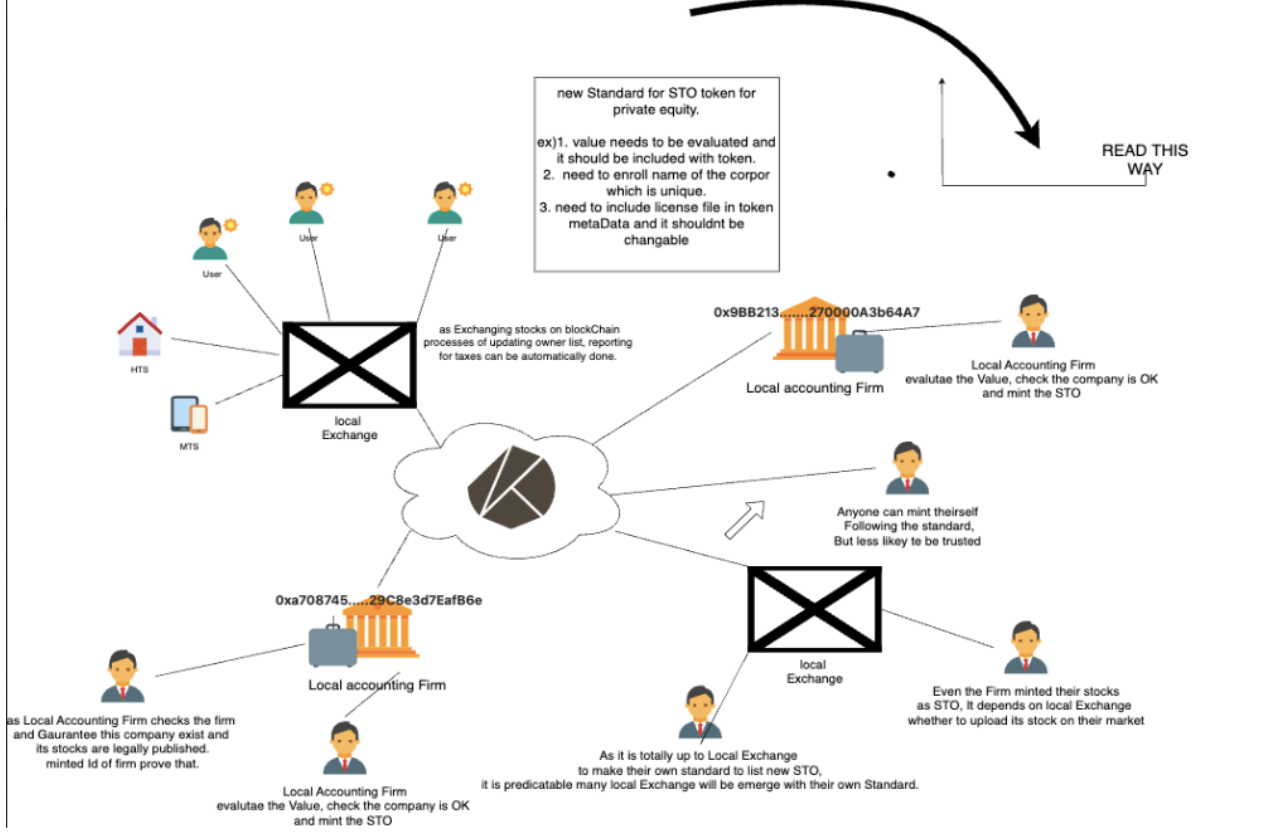 new Standard for STO token for
private equity.
ex)1. value needs to be evaluated and
it should be included with token.
2. need to enroll name of the corpor
which is unique.
3. need to include license file in token
metaData and it shouldnt be
changable
READ THIS
WAY
User
User
User
HTS
MTS
local
Exchange
as Exchanging stocks on blockChain
processes of updating owner list, reporting
for taxes can be automatically done.
0x9BB213.......270000A3b64A7
Local accounting Firm
Local Accounting Firm
evalutae the Value, check the company is OK
and mint the STO
Anyone can mint theirself
Following the standard,
But less likey te be trusted
local
Exchange
Even the Firm minted their stocks
as STO, It depends on local Exchange
whether to upload its stock on their market
As it is totally up to Local Exchange
to make their own standard to list new STO,
it is predicatable many local Exchange will be emerge with their own Standard.
0xa708745.....29C8e3d7EafB6e
Local accounting Firm
as Local Accounting Firm checks the firm
and Gaurantee this company exist and
its stocks are legally published.
minted Id of firm prove that.
Local Accounting Firm
evalutae the Value, check the company is OK
and mint the STO